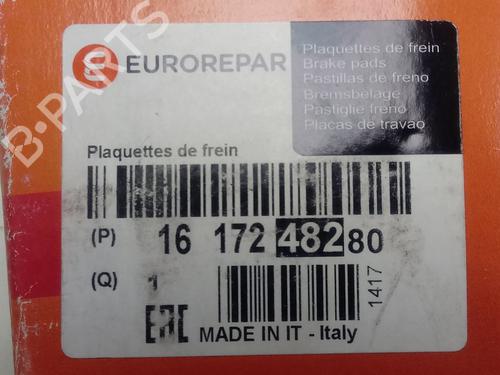 EUROREPAR
Plaquettes de frein
Brake pads
Pastillas de freno
Bremsbeläge
Pastiglie freno
Placas de travao
B-PARTS
Plaquettes de frein
(P) 16 172 482 80
(Q) 1
1417
EAC
MADE IN IT - Italy